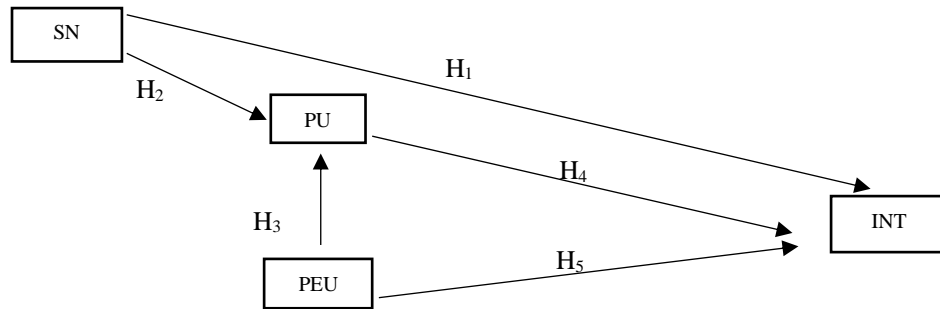 SN
H₁
H₂
PU
H₄
INT
H₃
H₅
PEU